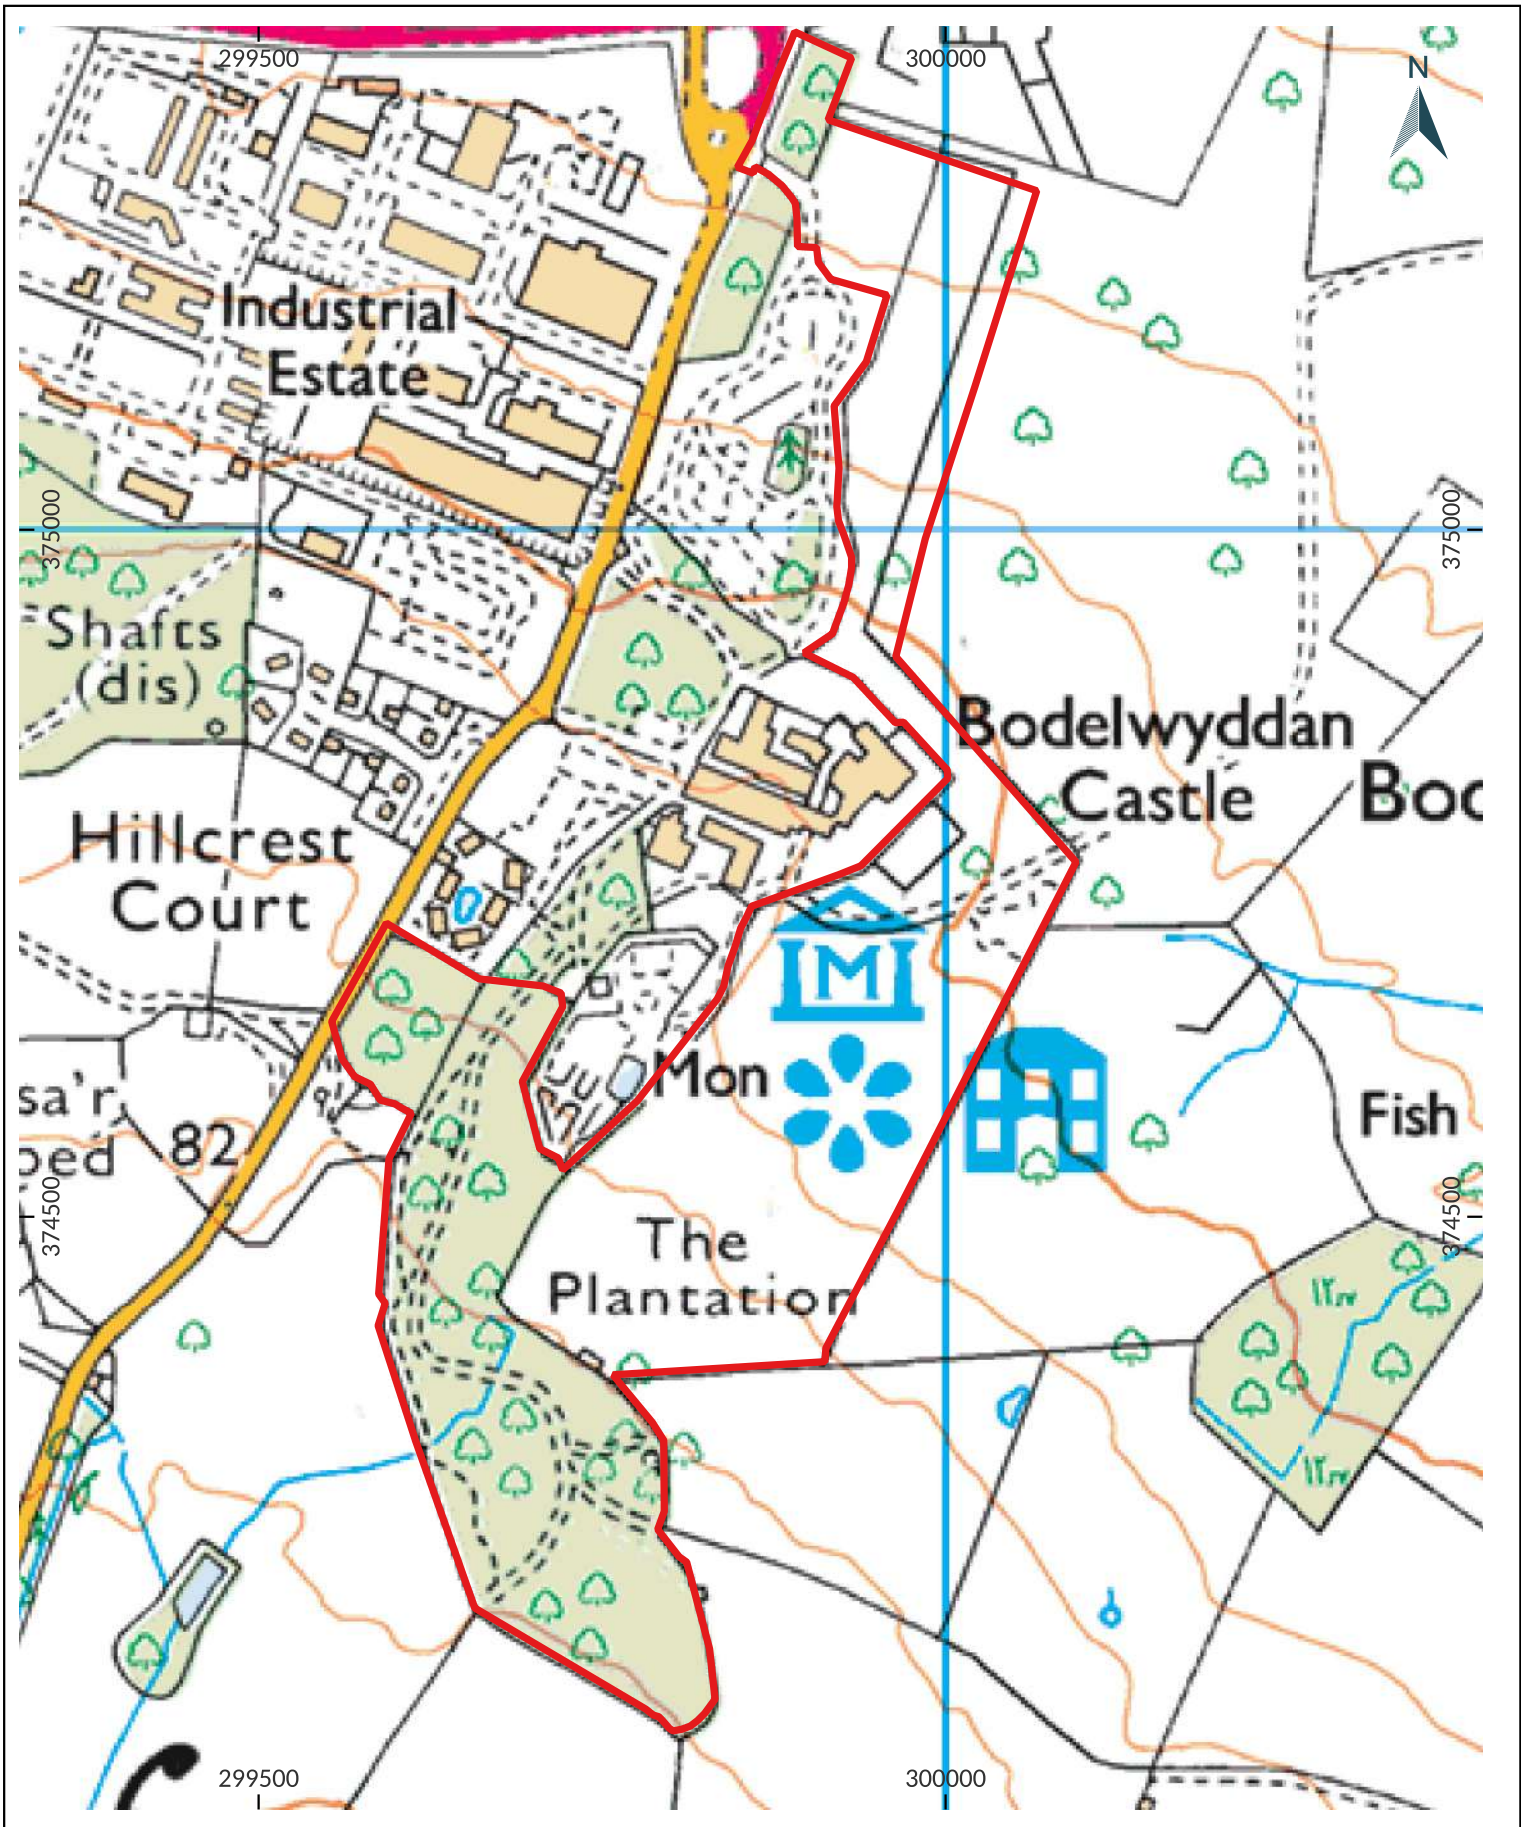 299500
300000
N
Industrial
Estate
375000
375000
Shafts
(dis)
Bodelwyddan
Castle
Boc
Hillcrest
Court
M
sa'r
Mon
Fish
oed
82
374500
374500
The
Plantation
299500
300000